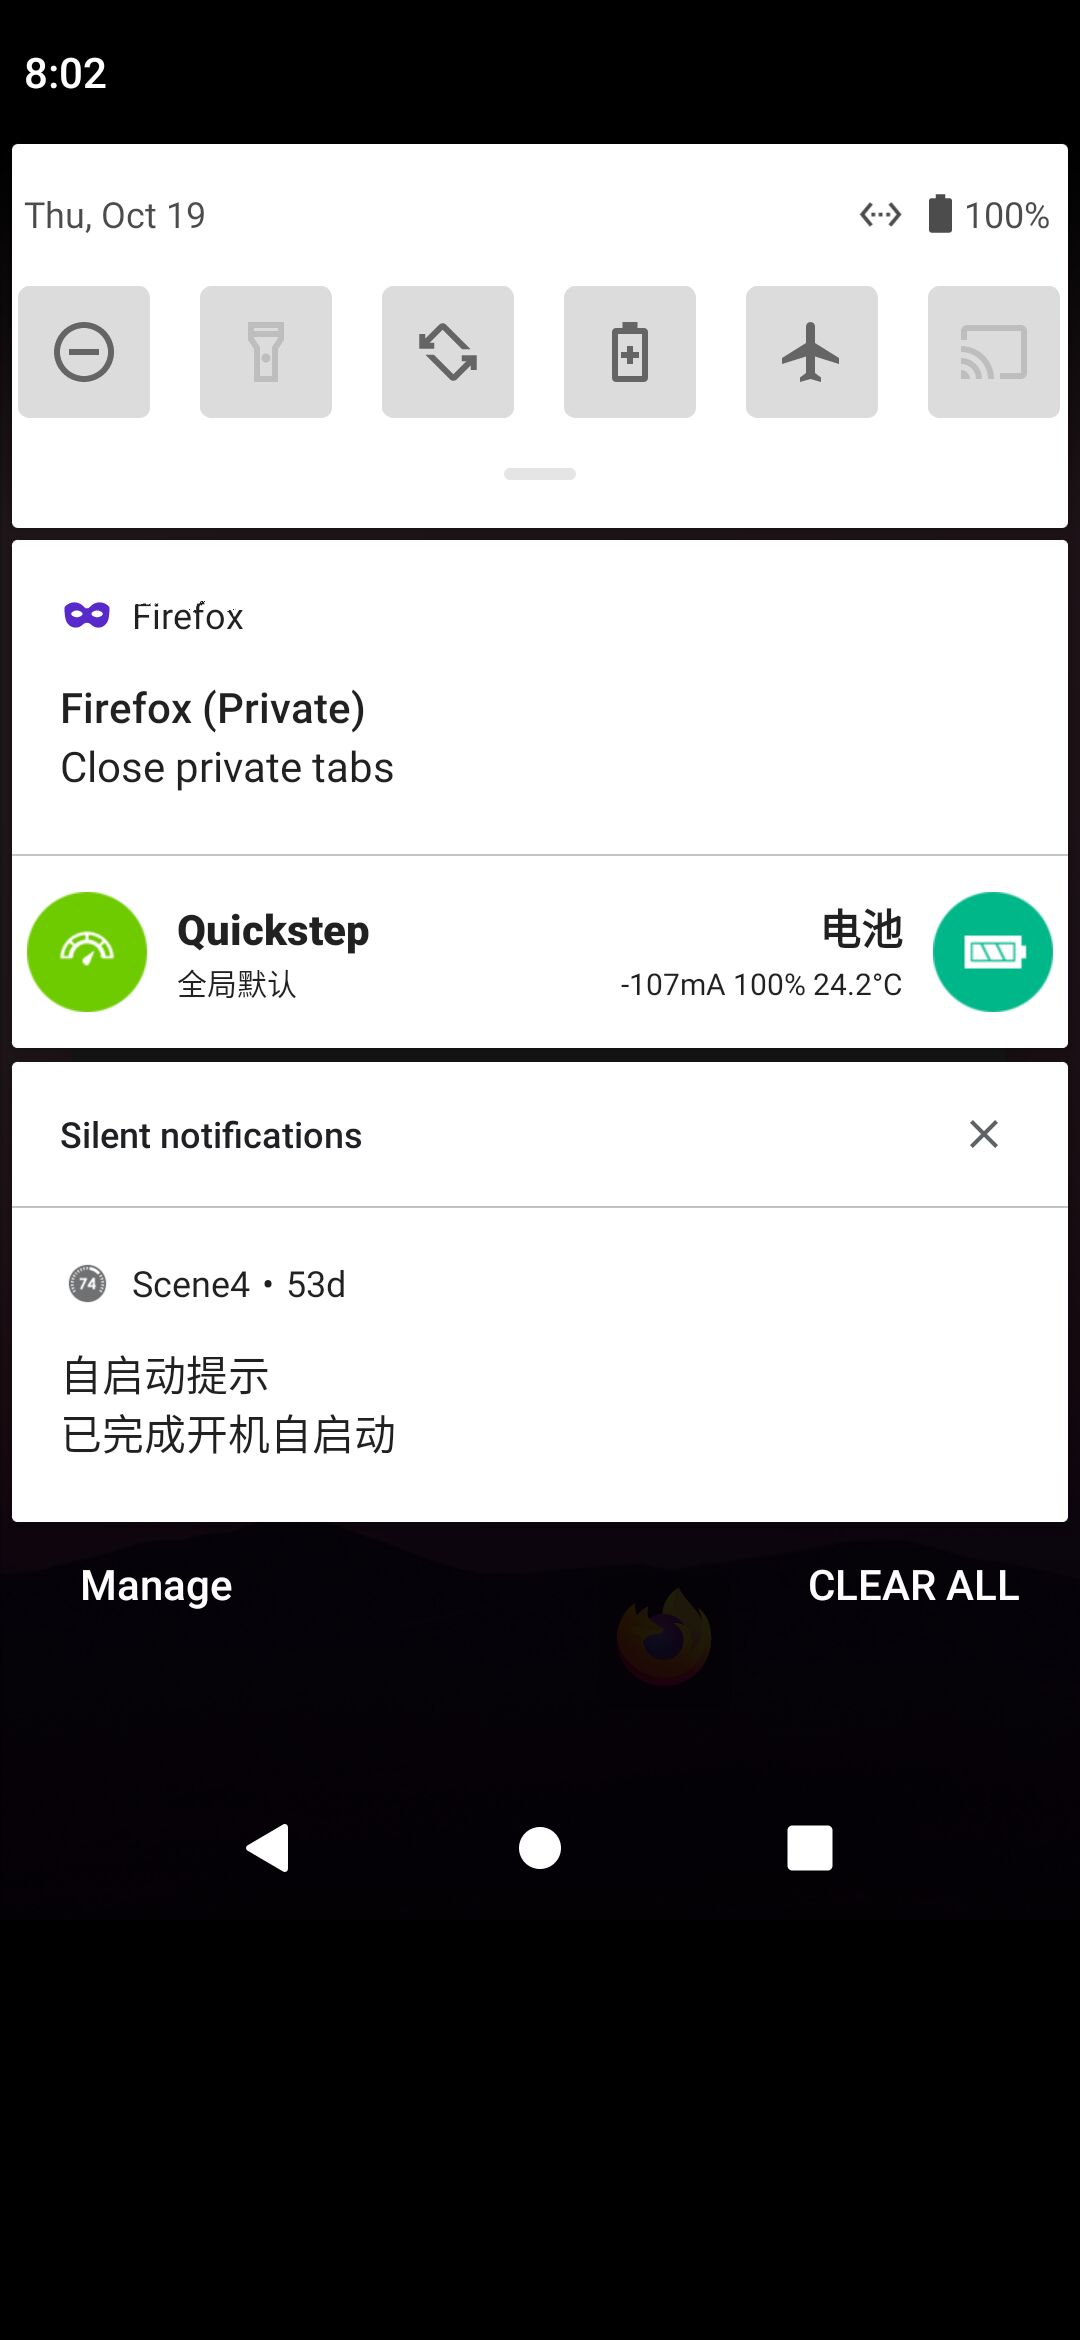 8:02
Thu, Oct 19
100%
Firefox
Firefox (Private)
Close private tabs
Quickstep
电池
全局默认
-107mA 100% 24.2°C
Silent notifications
74
Scene4 • 53d
自启动提示
已完成开机自启动
Manage
CLEAR ALL